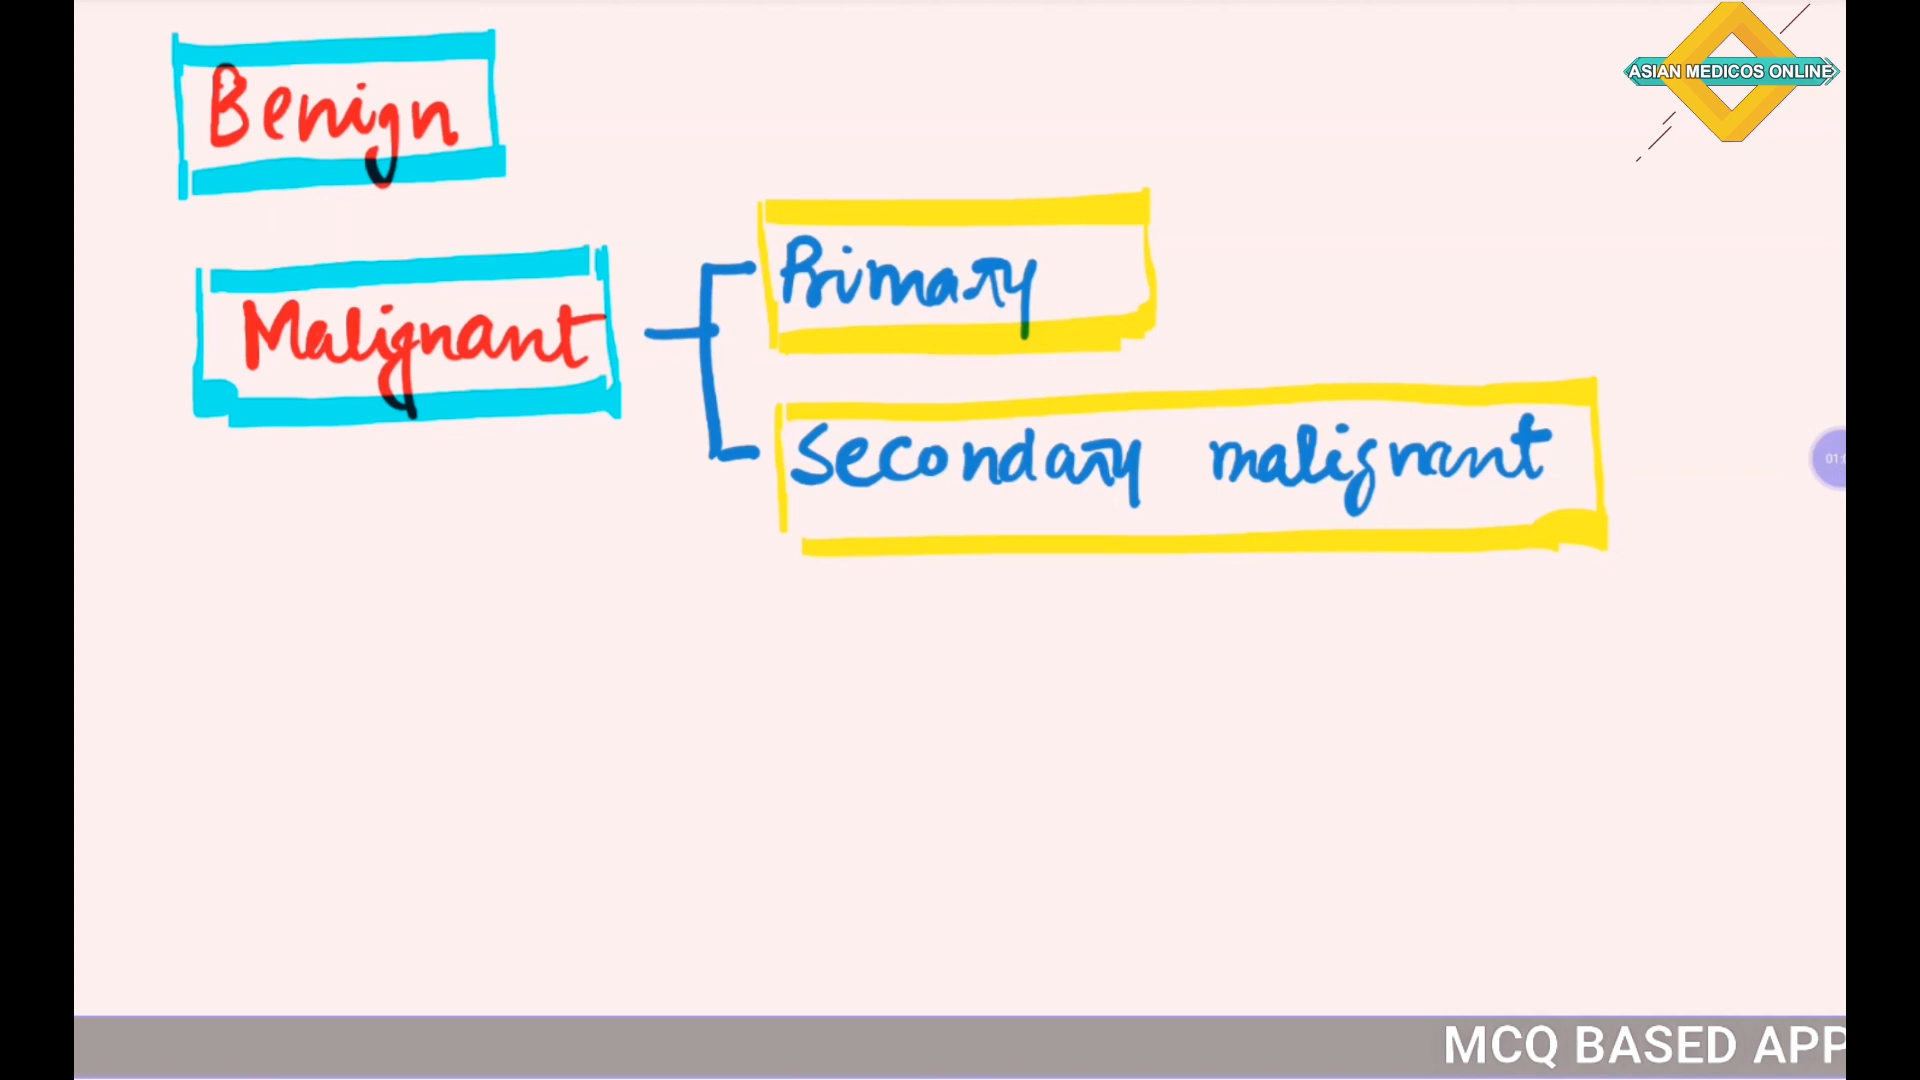 Benign
ASIAN MEDICOS ONLINE
Malignant
Primary
Secondary malignant
MCQ BASED APP